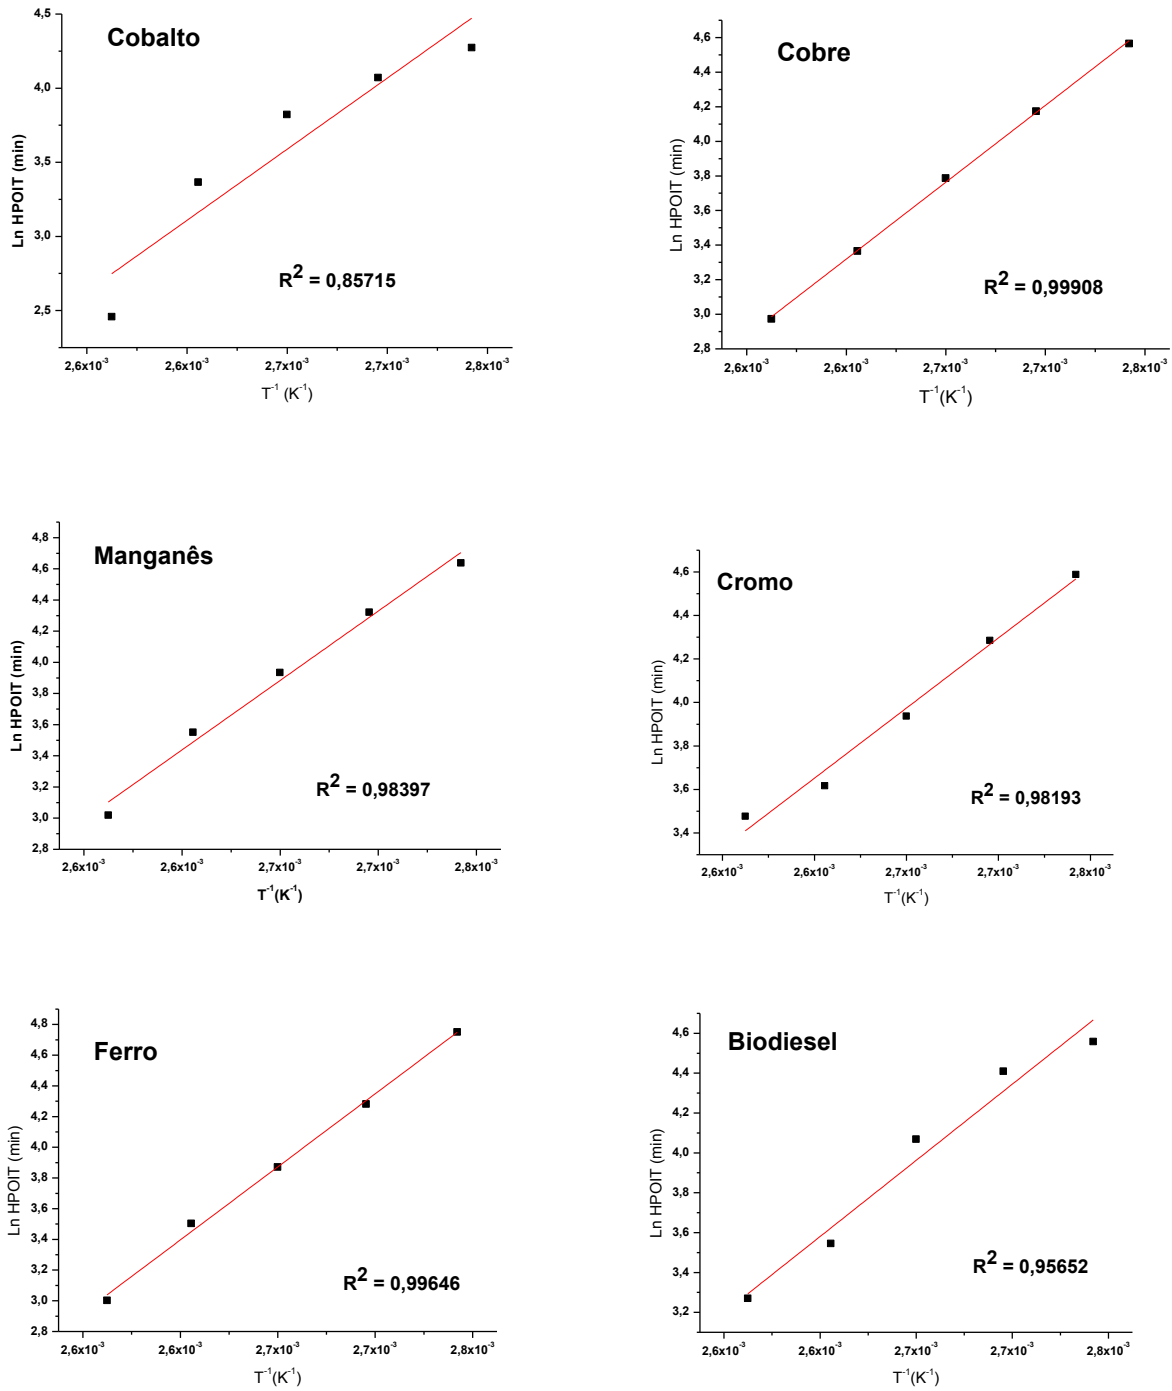 Cobalto
4,5
4,0
3,5
3,0
2,5
Ln HPOIT (min)
R² = 0,85715
2,6x10⁻³ 2,6x10⁻³ 2,7x10⁻³ 2,7x10⁻³ 2,8x10⁻³
T⁻¹ (K⁻¹)
Cobre
4,6
4,2
4,0
3,6
3,2
3,0
2,8
Ln HPOIT (min)
R² = 0,99908
2,6x10⁻³ 2,6x10⁻³ 2,7x10⁻³ 2,7x10⁻³ 2,8x10⁻³
T⁻¹(K⁻¹)
Manganês
4,8
4,6
4,4
4,2
4,0
3,8
3,6
3,4
3,2
3,0
2,8
Ln HPOIT (min)
R² = 0,98397
2,6x10⁻³ 2,6x10⁻³ 2,7x10⁻³ 2,7x10⁻³ 2,8x10⁻³
T⁻¹(K⁻¹)
Cromo
4,6
4,4
4,2
4,0
3,8
3,6
3,4
Ln HPOIT (min)
R² = 0,98193
2,6x10⁻³ 2,6x10⁻³ 2,7x10⁻³ 2,7x10⁻³ 2,8x10⁻³
T⁻¹(K⁻¹)
Ferro
4,8
4,6
4,4
4,2
4,0
3,8
3,6
3,4
3,2
3,0
2,8
Ln HPOIT (min)
R² = 0,99646
2,6x10⁻³ 2,6x10⁻³ 2,7x10⁻³ 2,7x10⁻³ 2,8x10⁻³
T⁻¹(K⁻¹)
Biodiesel
4,6
4,4
4,2
4,0
3,8
3,6
3,4
3,2
Ln HPOIT (min)
R² = 0,95652
2,6x10⁻³ 2,6x10⁻³ 2,7x10⁻³ 2,7x10⁻³ 2,8x10⁻³
T⁻¹(K⁻¹)